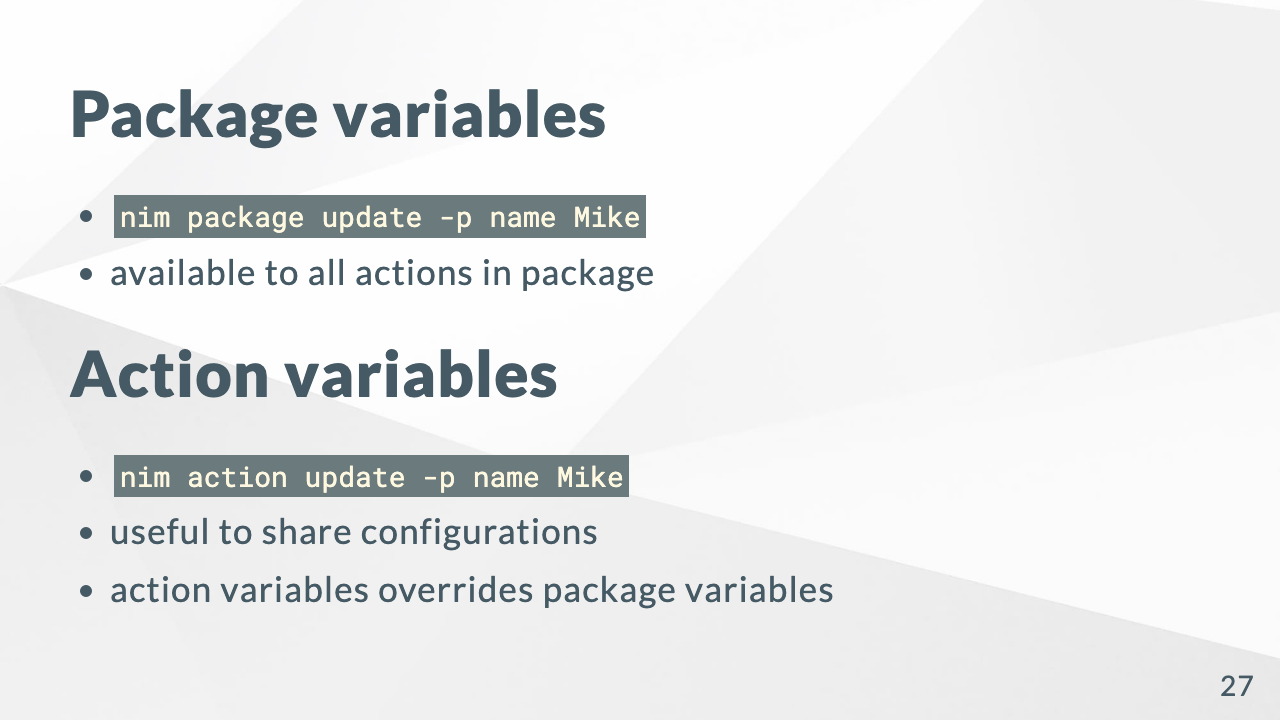 Package variables
• nim package update -p name Mike
• available to all actions in package
Action variables
• nim action update -p name Mike
• useful to share configurations
• action variables overrides package variables
27